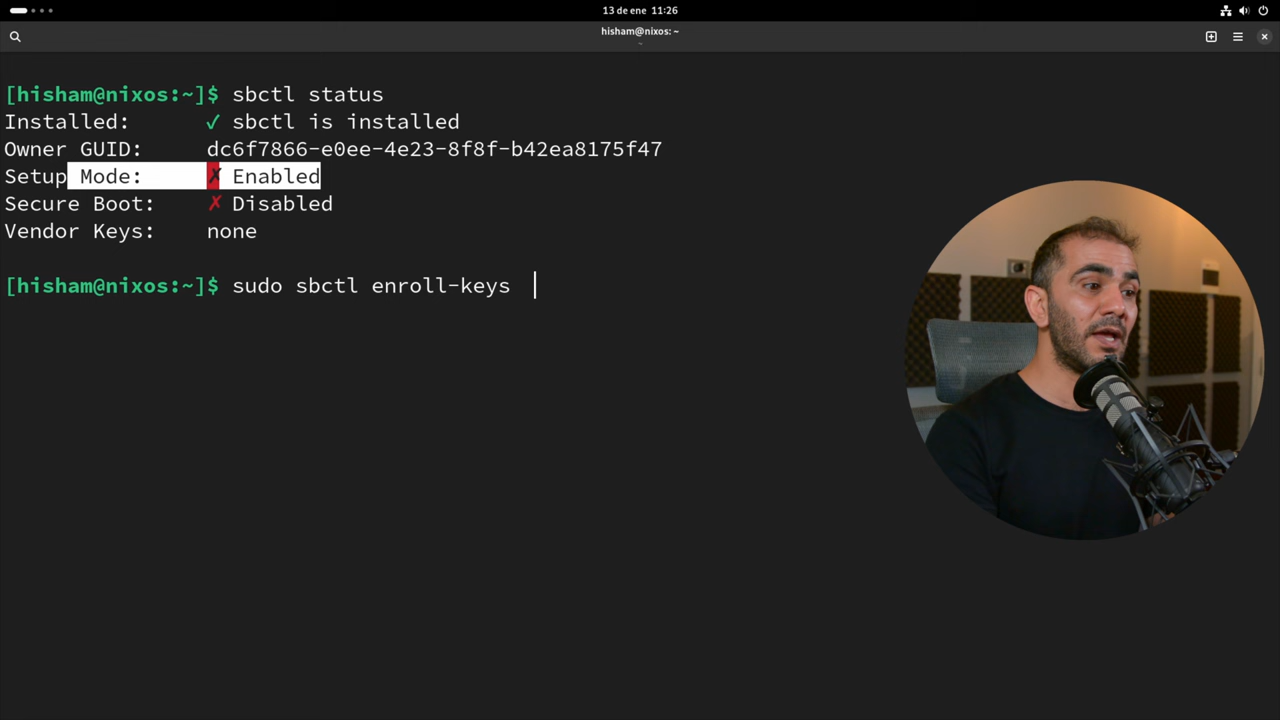 13 de ene 11:26
hisham@nixos: ~
[hisham@nixos:~]$ sbctl status
Installed: ✓ sbctl is installed
Owner GUID: dc6f7866-e0ee-4e23-8f8f-b42ea8175f47
Setup Mode: ✗ Enabled
Secure Boot: ✗ Disabled
Vendor Keys: none
[hisham@nixos:~]$ sudo sbctl enroll-keys